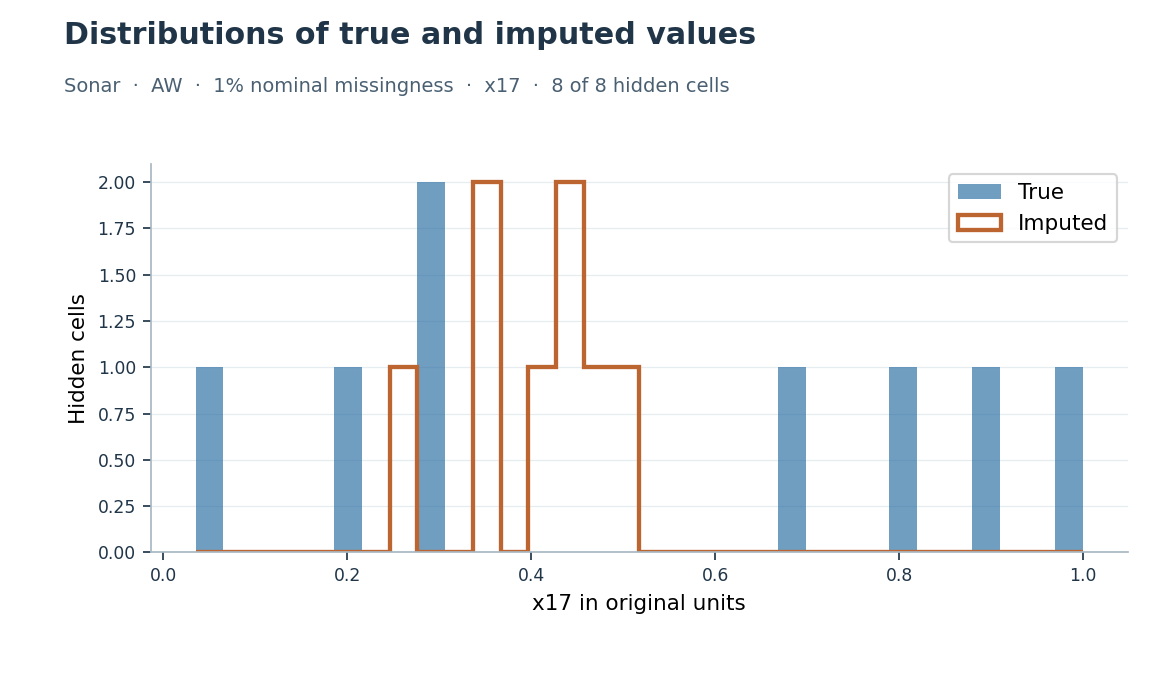 Distributions of true and imputed values
Sonar · AW · 1% nominal missingness · x17 · 8 of 8 hidden cells
2.00
1.75
1.50
1.25
1.00
0.75
0.50
0.25
0.00
Hidden cells
True
Imputed
0.0 0.2 0.4 0.6 0.8 1.0
x17 in original units